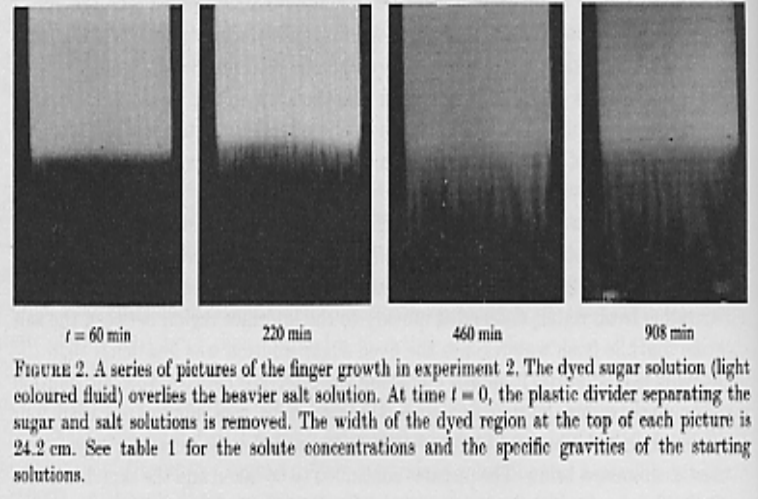 t = 60 min
220 min
460 min
908 min
FIGURE 2. A series of pictures of the finger growth in experiment 2. The dyed sugar solution (light
coloured fluid) overlies the heavier salt solution. At time t = 0, the plastic divider separating the
sugar and salt solutions is removed. The width of the dyed region at the top of each picture is
24.2 cm. See table 1 for the solute concentrations and the specific gravities of the starting
solutions.